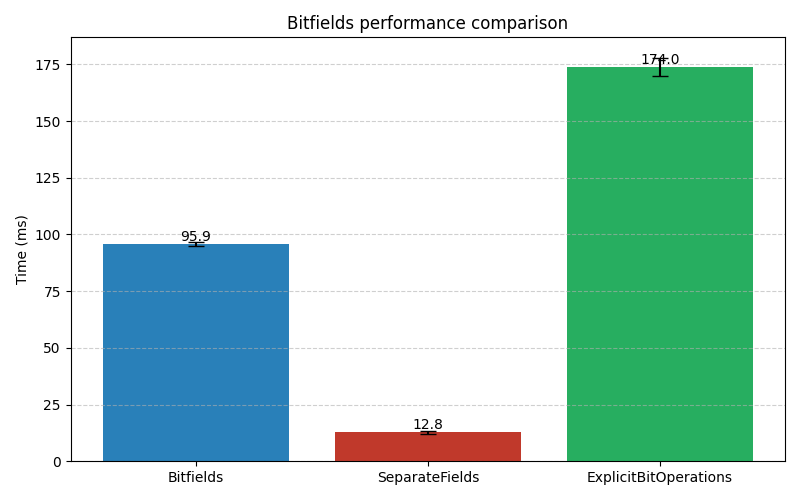 Bitfields performance comparison
Time (ms)
175
150
125
100
75
50
25
0
95.9
12.8
174.0
Bitfields
SeparateFields
ExplicitBitOperations